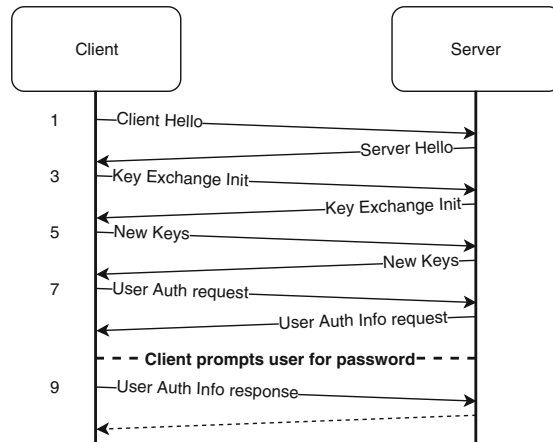 Client
Server
1
Client Hello
Server Hello
3
Key Exchange Init
Key Exchange Init
5
New Keys
New Keys
7
User Auth request
User Auth Info request
Client prompts user for password
9
User Auth Info response